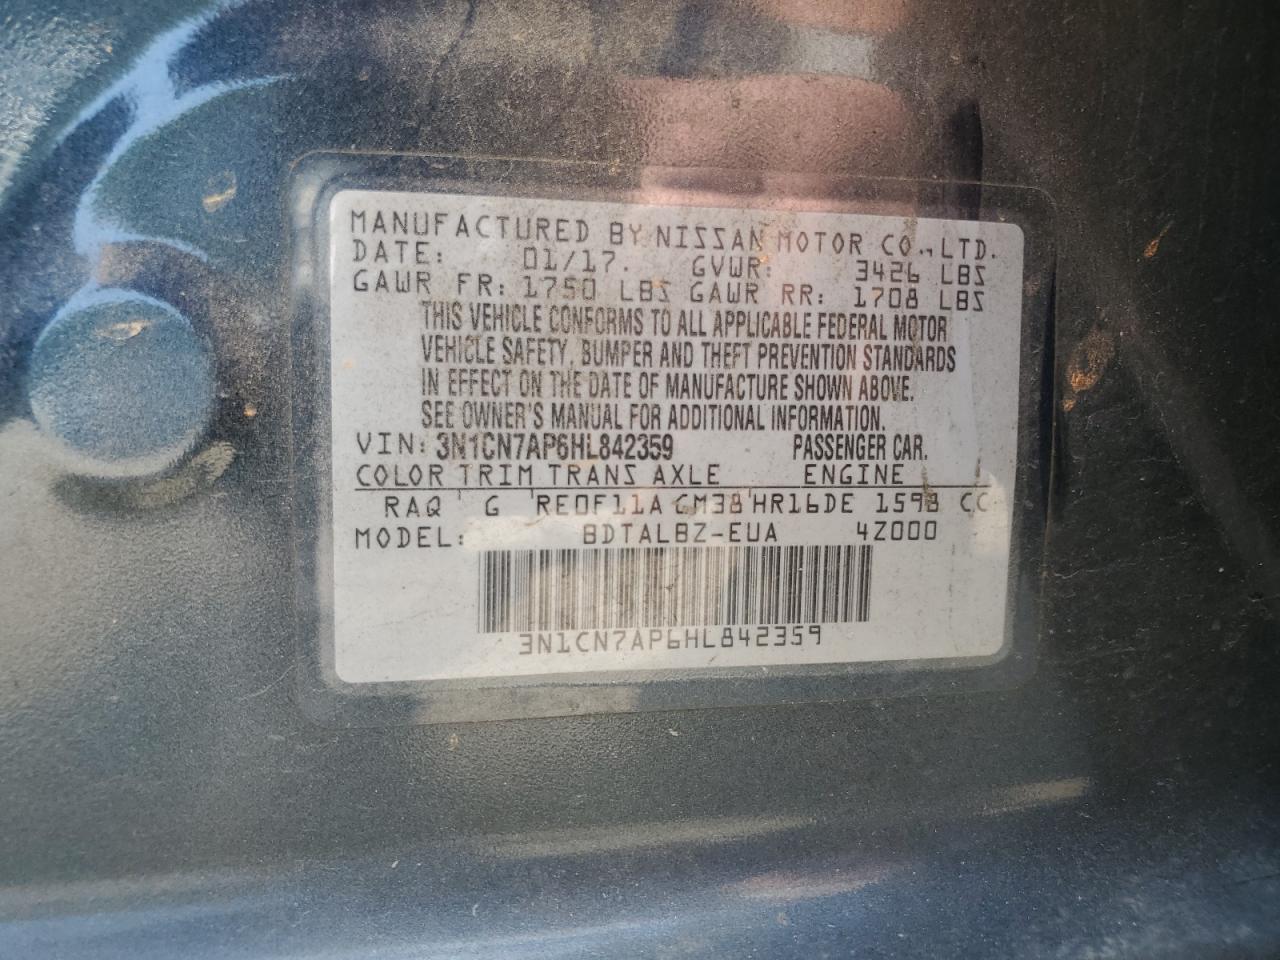 MANUFACTURED BY NISSAN MOTOR CO., LTD.
DATE: 01/17. GVWR: 3426 LBS
GAWR FR: 1750 LBS GAWR RR: 1708 LBS
THIS VEHICLE CONFORMS TO ALL APPLICABLE FEDERAL MOTOR
VEHICLE SAFETY, BUMPER AND THEFT PREVENTION STANDARDS
IN EFFECT ON THE DATE OF MANUFACTURE SHOWN ABOVE.
SEE OWNER'S MANUAL FOR ADDITIONAL INFORMATION.
VIN: 3N1CN7AP6HL842359 PASSENGER CAR.
COLOR TRIM TRANS AXLE ENGINE
RAQ G RE0F11A GM38 HR16DE 1598 CC
MODEL: BDTALBZ-EUA 4Z000
3N1CN7AP6HL842359